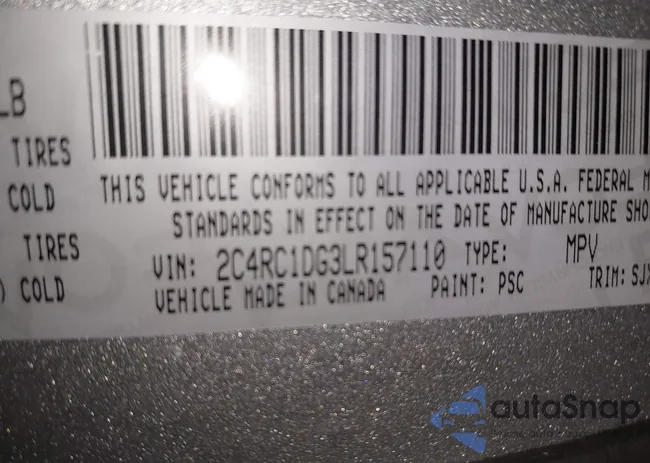 LB
TIRES
COLD
TIRES
) COLD
THIS VEHICLE CONFORMS TO ALL APPLICABLE U.S.A. FEDERAL M
STANDARDS IN EFFECT ON THE DATE OF MANUFACTURE SHO
VIN: 2C4RC1DG3LR157110 TYPE: MPV
VEHICLE MADE IN CANADA PAINT: PSC TRIM: SJX
autoSnap